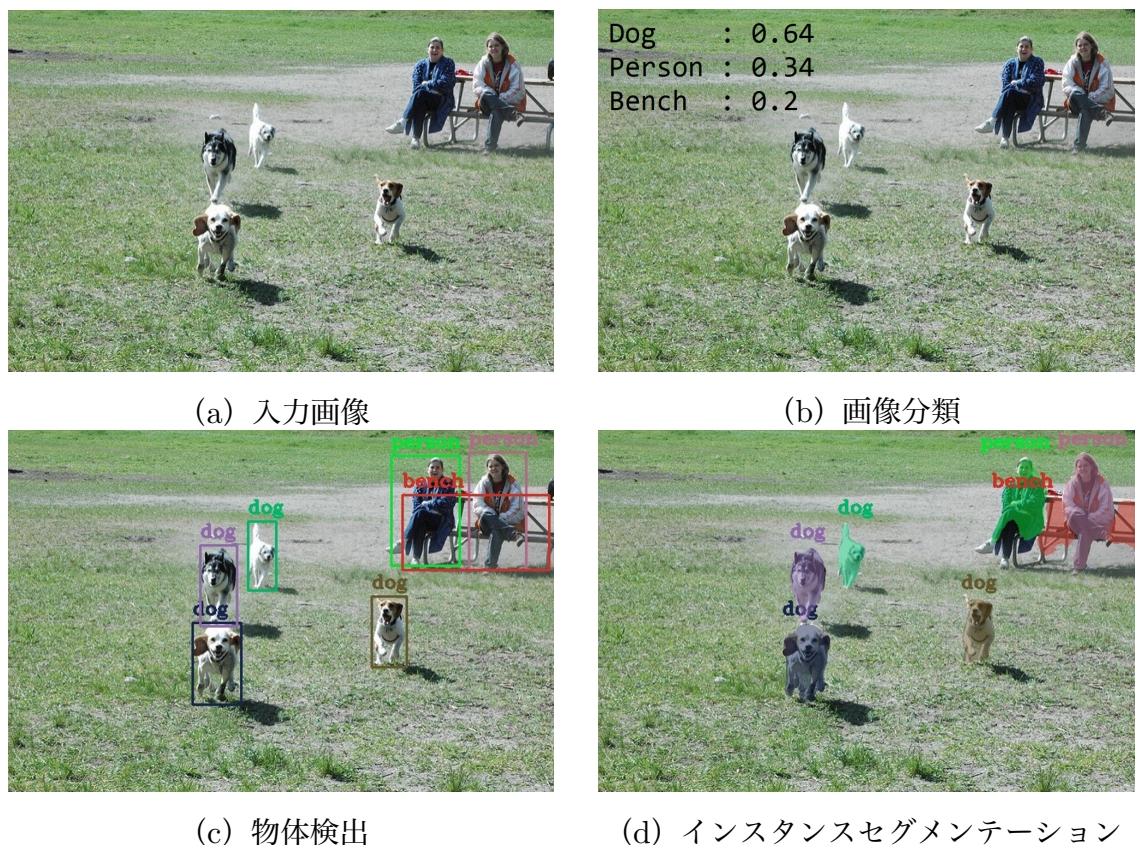 Dog : 0.64
Person : 0.34
Bench : 0.2
(a) 入力画像
(b) 画像分類
person person
bench
dog
dog
dog
dog
person person
bench
dog
dog
dog
dog
(c) 物体検出
(d) インスタンスセグメンテーション